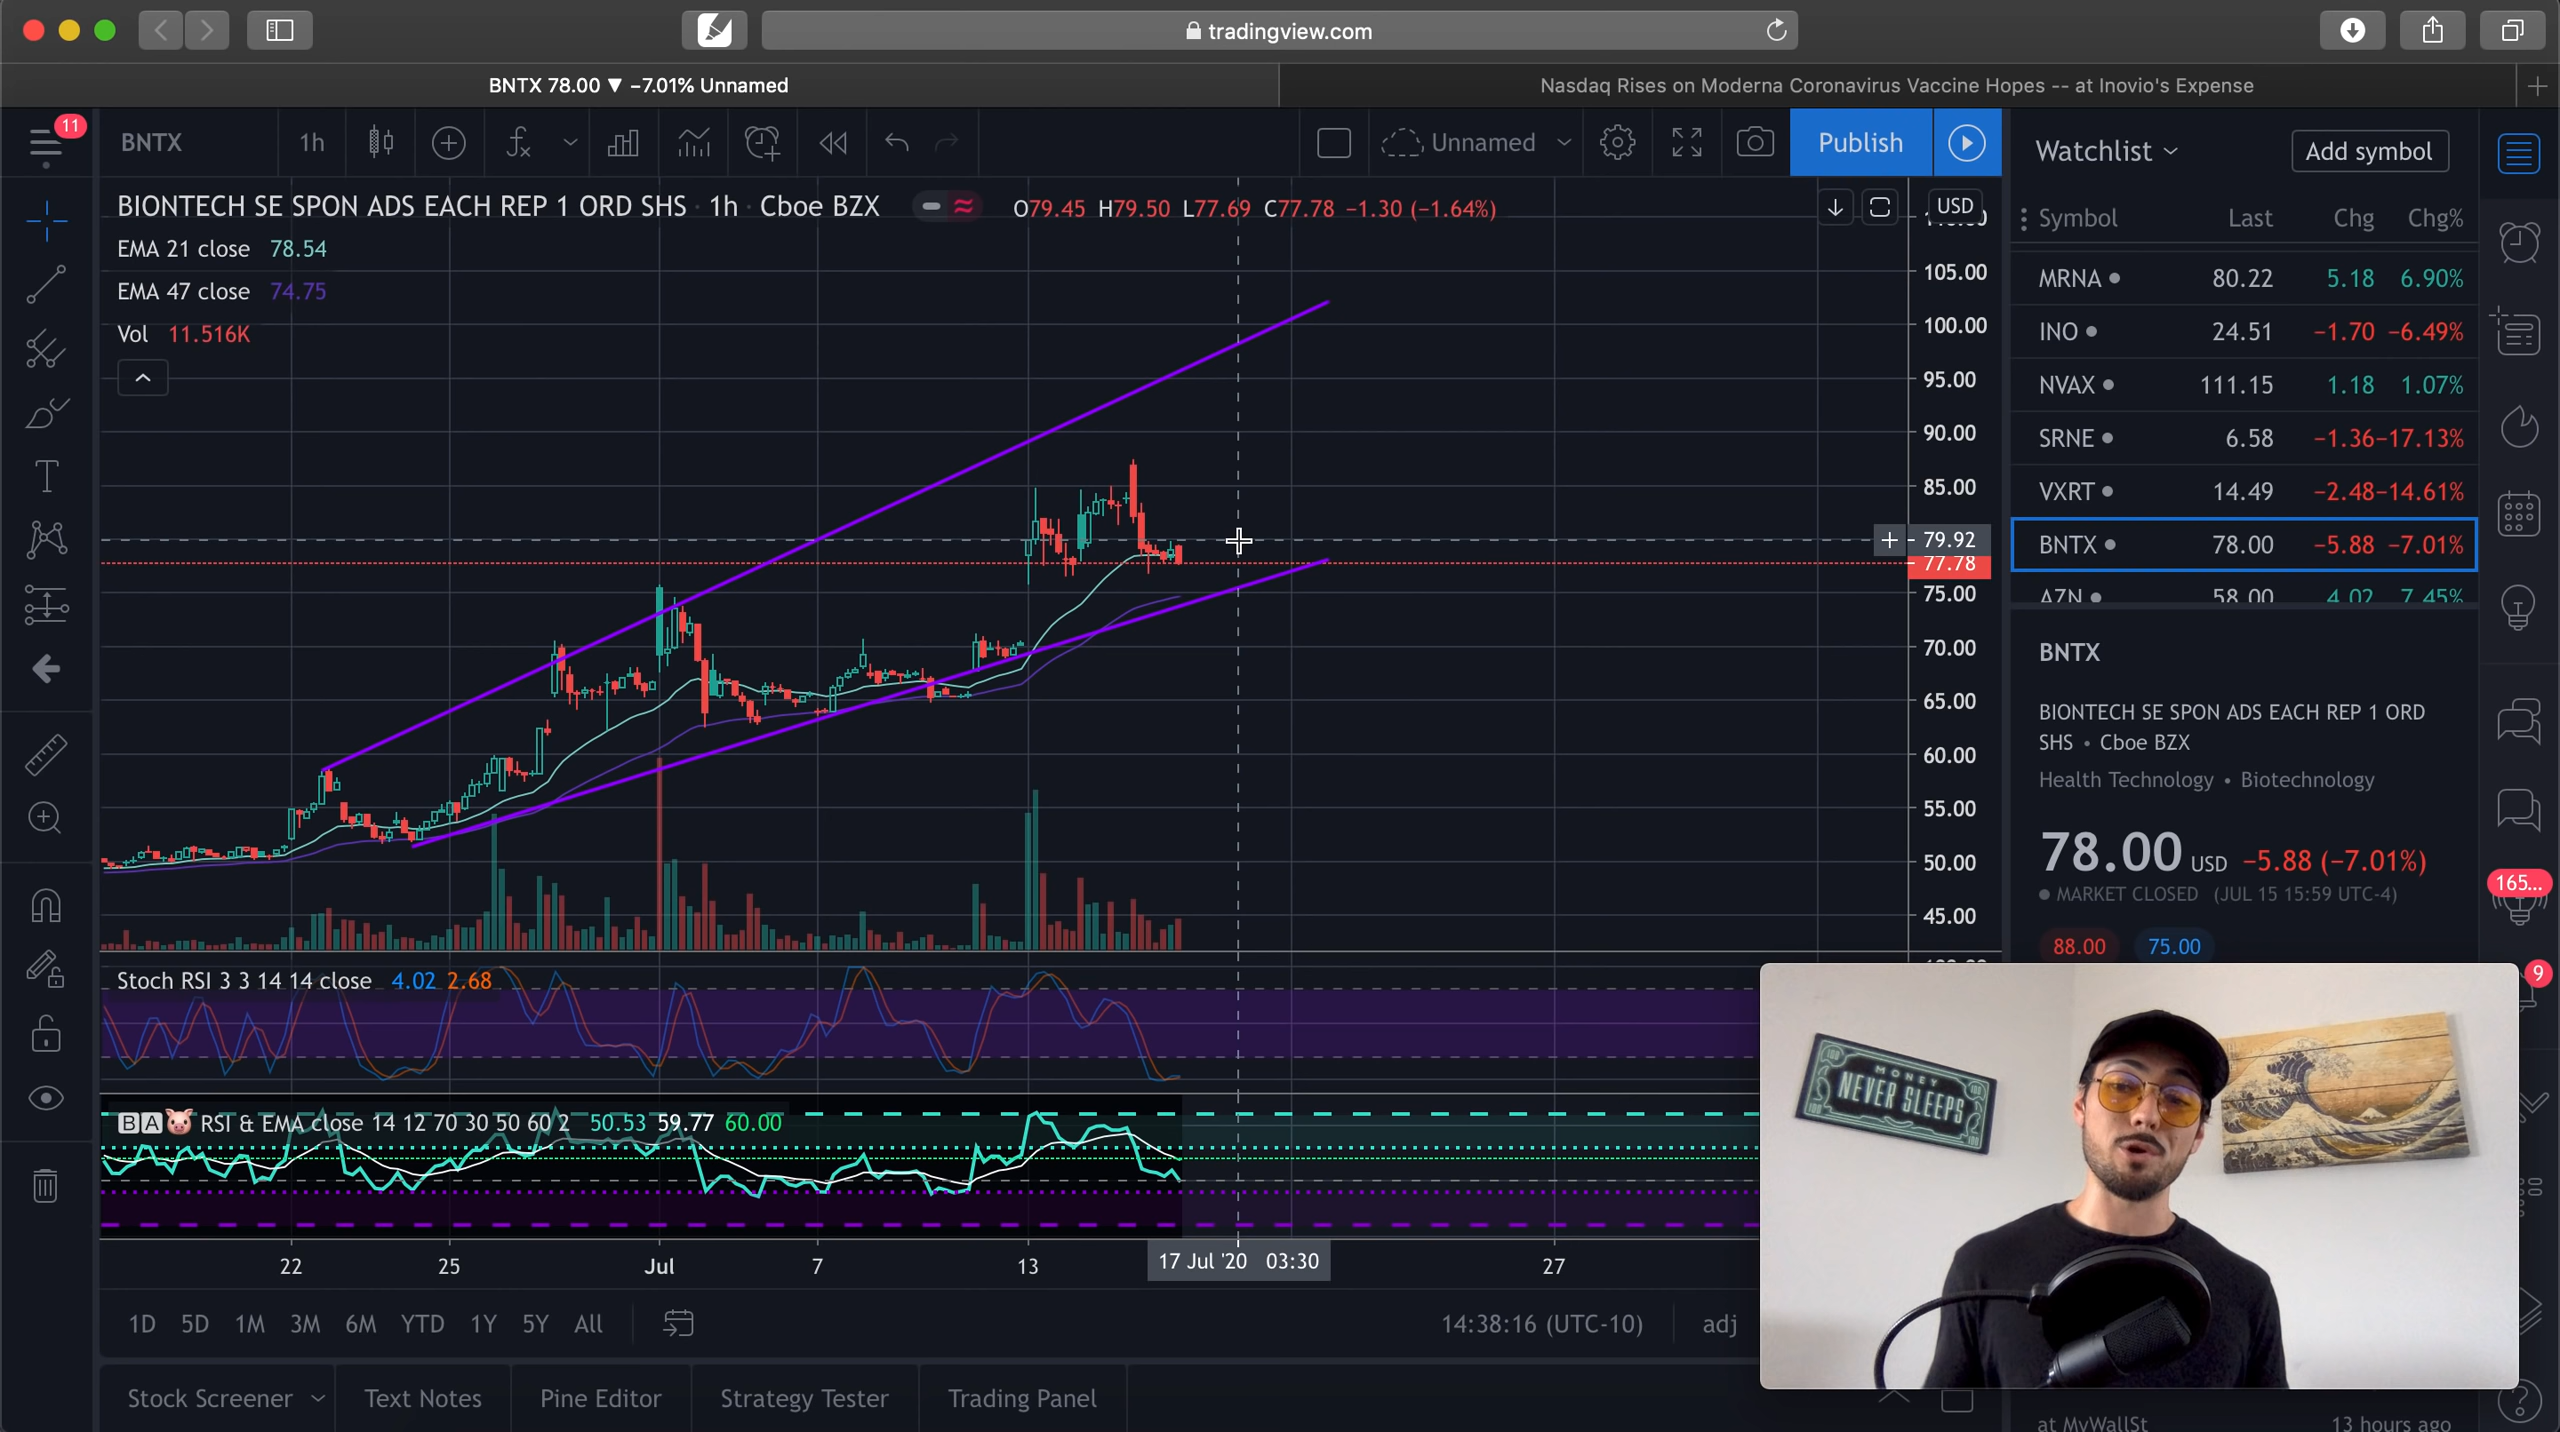 tradingview.com
BNTX 78.00 ▼ −7.01% Unnamed
Nasdaq Rises on Moderna Coronavirus Vaccine Hopes -- at Inovio's Expense
11
BNTX
1h
Unnamed
Publish
Watchlist
Add symbol
BIONTECH SE SPON ADS EACH REP 1 ORD SHS · 1h · Cboe BZX
O79.45 H79.50 L77.69 C77.78 −1.30 (−1.64%)
USD
EMA 21 close 78.54
EMA 47 close 74.75
Vol 11.516K
Symbol Last Chg Chg%
MRNA 80.22 5.18 6.90%
INO 24.51 −1.70 −6.49%
NVAX 111.15 1.18 1.07%
SRNE 6.58 −1.36 −17.13%
VXRT 14.49 −2.48 −14.61%
BNTX 78.00 −5.88 −7.01%
AZN 58.00 4.02 7.45%
105.00
100.00
95.00
90.00
85.00
79.92
77.78
75.00
70.00
65.00
60.00
55.00
50.00
45.00
BNTX
BIONTECH SE SPON ADS EACH REP 1 ORD
SHS • Cboe BZX
Health Technology • Biotechnology
78.00 USD −5.88 (−7.01%)
MARKET CLOSED (JUL 15 15:59 UTC-4)
88.00 75.00
165...
9
Stoch RSI 3 3 14 14 close 4.02 2.68
BA RSI & EMA close 14 12 70 30 50 60 2 50.53 59.77 60.00
22 25 Jul 7 13 17 Jul '20 03:30 27
1D 5D 1M 3M 6M YTD 1Y 5Y All
14:38:16 (UTC-10)
adj
Stock Screener
Text Notes
Pine Editor
Strategy Tester
Trading Panel
100 100
MONEY
NEVER SLEEPS
100 100
at MyWallSt
13 hours ago